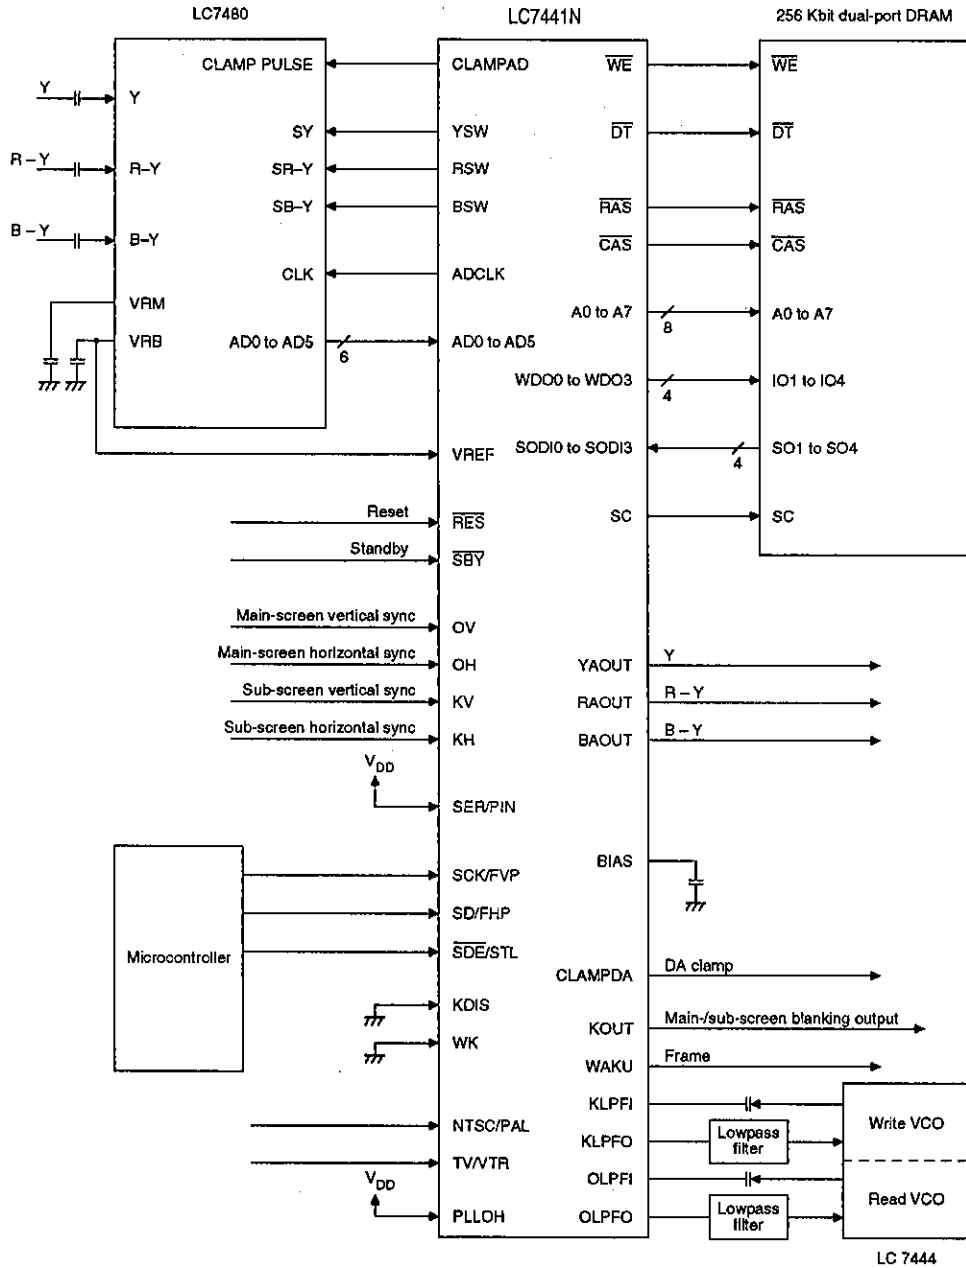 LC7480
LC7441N
256 Kbit dual-port DRAM
CLAMP PULSE
Y
Y
SY
R – Y
R–Y
SR–Y
B – Y
B–Y
SB–Y
CLK
VRM
VRB
AD0 to AD5
6
CLAMPAD
YSW
RSW
BSW
ADCLK
AD0 to AD5
VREF
Reset
RES
Standby
SBY
Main-screen vertical sync
OV
Main-screen horizontal sync
OH
Sub-screen vertical sync
KV
Sub-screen horizontal sync
KH
VDD
SER/PIN
Microcontroller
SCK/FVP
SD/FHP
SDE/STL
KDIS
WK
NTSC/PAL
TV/VTR
VDD
PLLOH
WE
DT
RAS
CAS
A0 to A7
8
WDO0 to WDO3
4
SODI0 to SODI3
4
SC
WE
DT
RAS
CAS
A0 to A7
IO1 to IO4
SO1 to SO4
SC
YAOUT
Y
RAOUT
R – Y
BAOUT
B – Y
BIAS
CLAMPDA
DA clamp
KOUT
Main-/sub-screen blanking output
WAKU
Frame
KLPFI
KLPFO
Lowpass
filter
Write VCO
OLPFI
OLPFO
Lowpass
filter
Read VCO
LC 7444